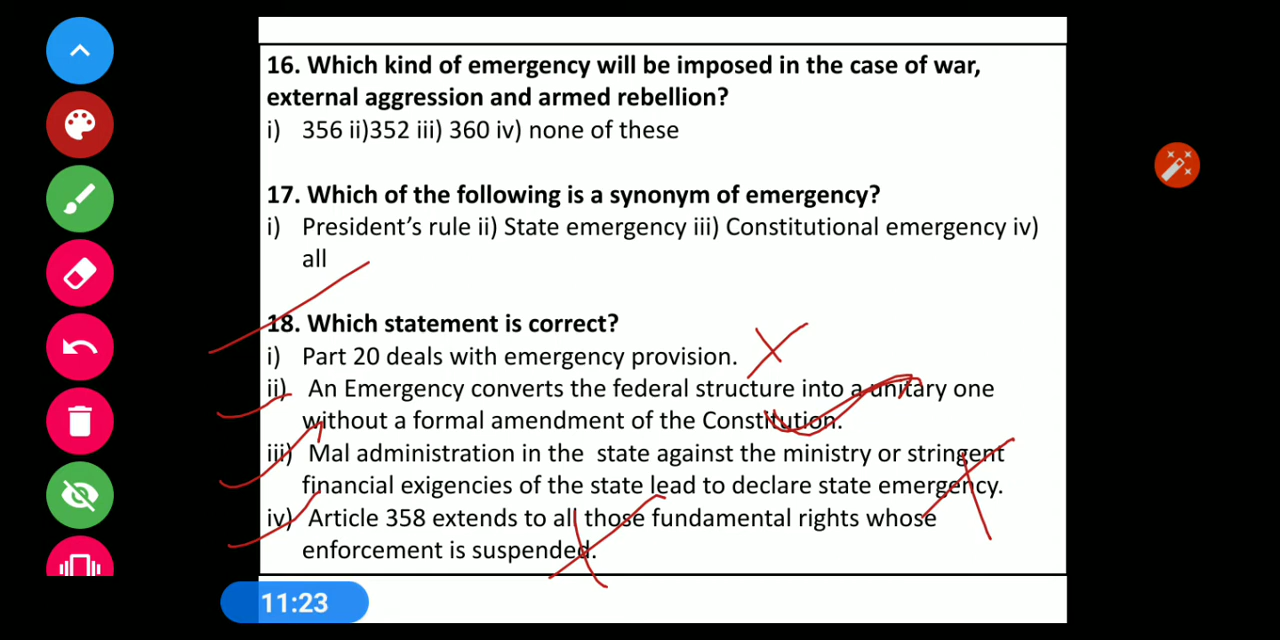 16. Which kind of emergency will be imposed in the case of war,
external aggression and armed rebellion?
i) 356 ii)352 iii) 360 iv) none of these
17. Which of the following is a synonym of emergency?
i) President's rule ii) State emergency iii) Constitutional emergency iv)
all
18. Which statement is correct?
i) Part 20 deals with emergency provision.
ii). An Emergency converts the federal structure into a unitary one
without a formal amendment of the Constitution.
iii) Mal administration in the state against the ministry or stringent
financial exigencies of the state lead to declare state emergency.
iv) Article 358 extends to all those fundamental rights whose
enforcement is suspended.
11:23